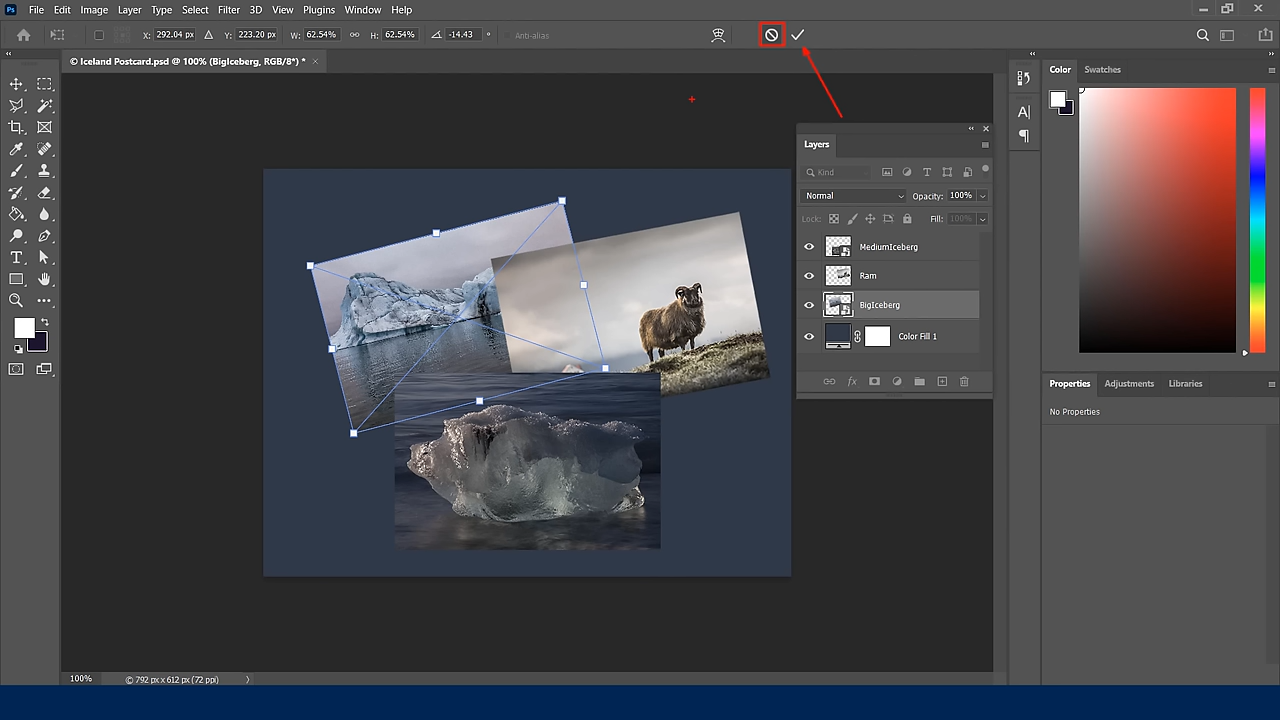 Ps File Edit Image Layer Type Select Filter 3D View Plugins Window Help
X: 292.04 px Y: 223.20 px W: 62.54% H: 62.54% -14.43 ° Anti-alias
© Iceland Postcard.psd @ 100% (BigIceberg, RGB/8*) * ×
Color Swatches
Layers
Kind
Normal Opacity: 100%
Lock: Fill: 100%
MediumIceberg
Ram
BigIceberg
Color Fill 1
fx
Properties Adjustments Libraries
No Properties
100% © 792 px x 612 px (72 ppi)